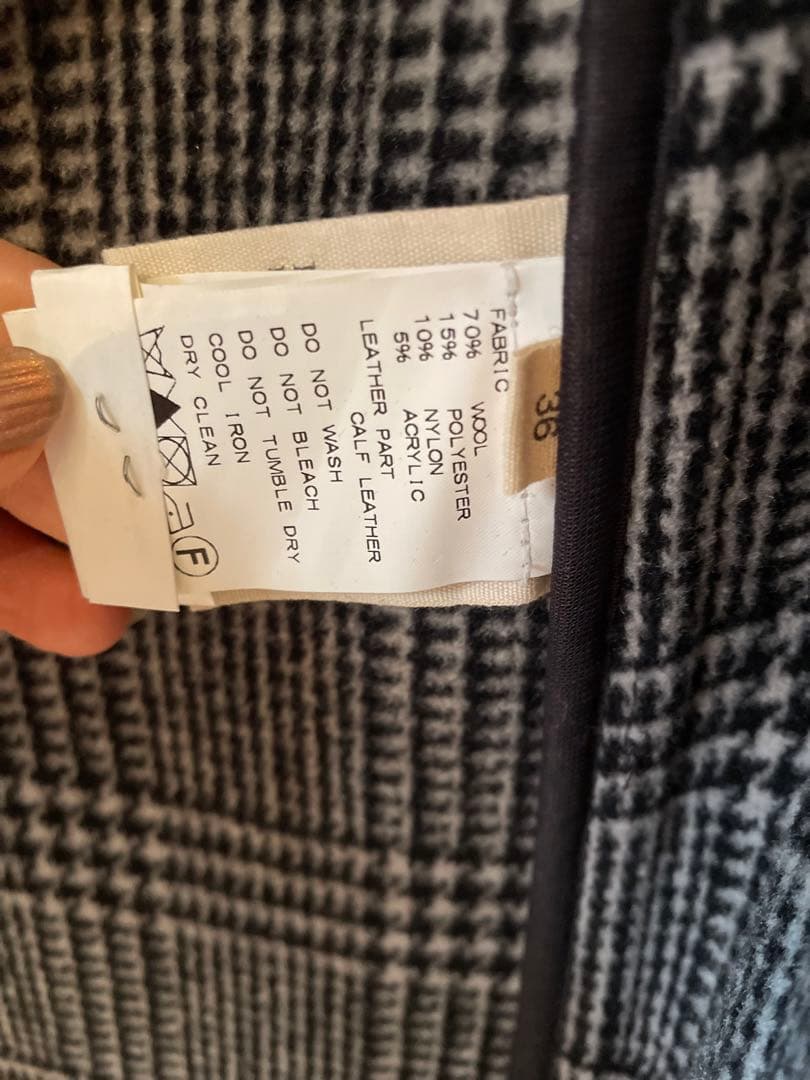 36
FABRIC
70% WOOL
15% POLYESTER
10% NYLON
5% ACRYLIC
LEATHER PART
CALF LEATHER
DO NOT WASH
DO NOT BLEACH
DO NOT TUMBLE DRY
COOL IRON
DRY CLEAN
F